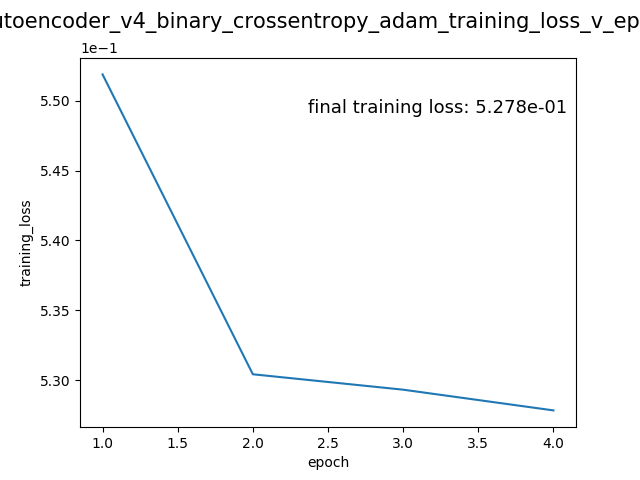 utoencoder_v4_binary_crossentropy_adam_training_loss_v_ep
1e−1
final training loss: 5.278e-01
5.50
5.45
5.40
5.35
5.30
training_loss
1.0 1.5 2.0 2.5 3.0 3.5 4.0
epoch